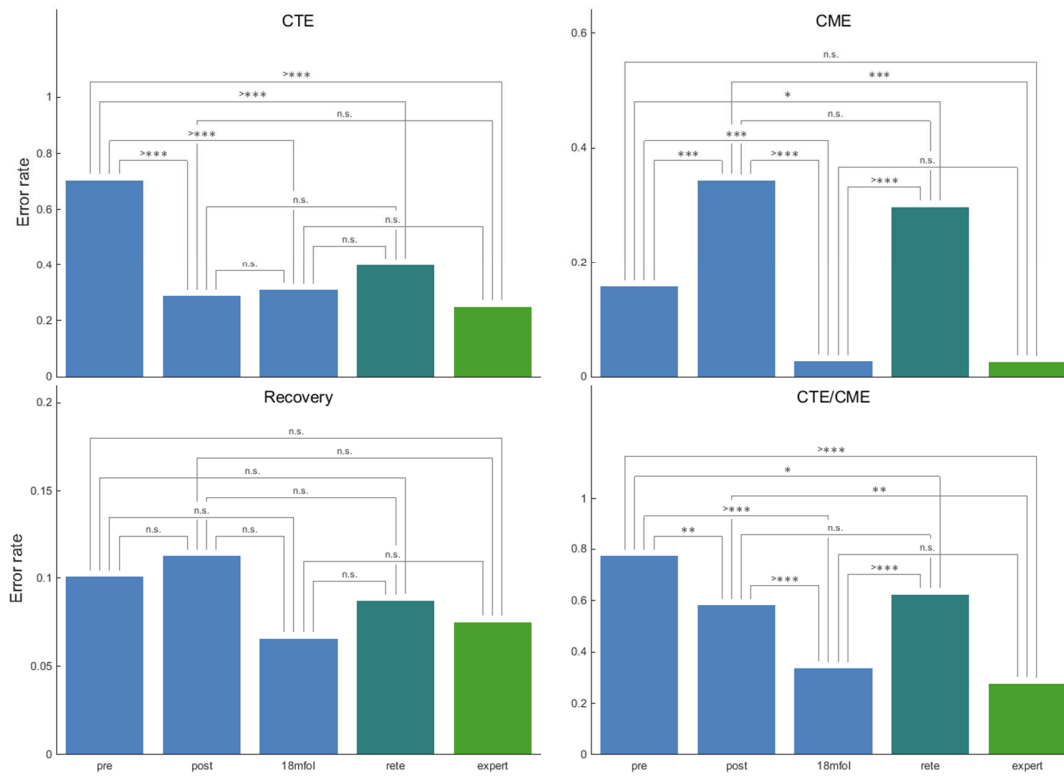 CTE
>***
>***
n.s.
>***
>***
n.s.
n.s.
n.s.
n.s.
Error rate
1
0.8
0.6
0.4
0.2
0
CME
n.s.
***
*
n.s.
***
***
>***
n.s.
>***
0.6
0.4
0.2
0
Recovery
n.s.
n.s.
n.s.
n.s.
n.s.
n.s.
n.s.
n.s.
n.s.
Error rate
0.2
0.15
0.1
0.05
0
pre post 18mfol rete expert
CTE/CME
>***
*
**
>***
n.s.
**
n.s.
>***
>***
1
0.8
0.6
0.4
0.2
0
pre post 18mfol rete expert